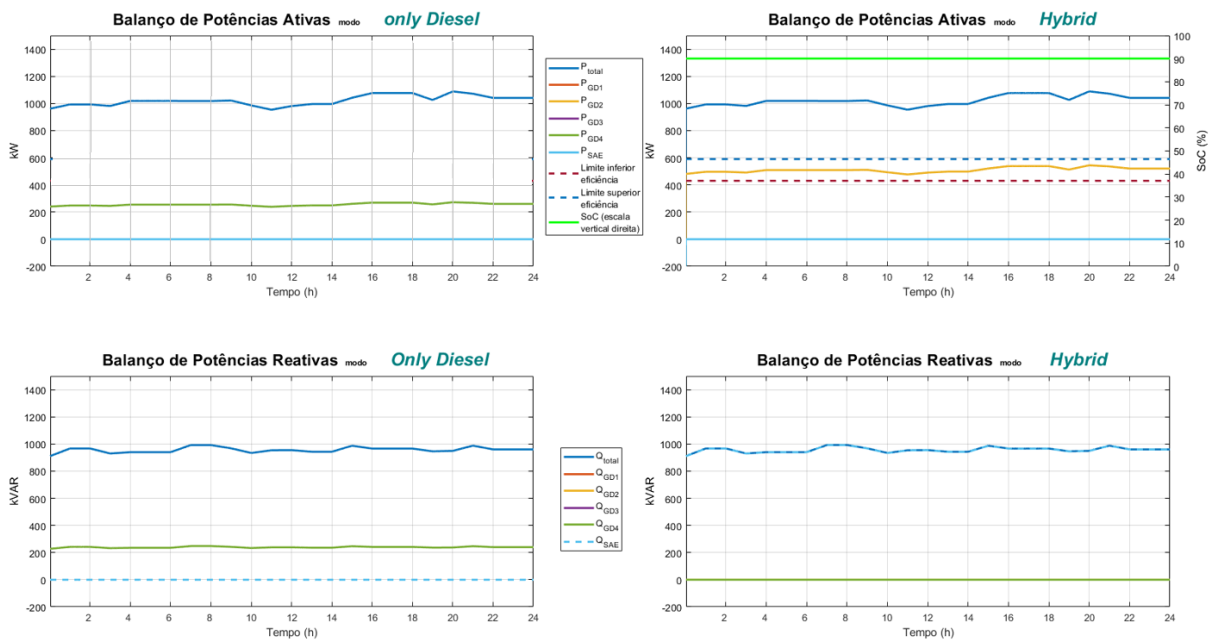 Balanço de Potências Ativas modo only Diesel
1400
1200
1000
800
600
400
200
0
-200
kW
2 4 6 8 10 12 14 16 18 20 22 24
Tempo (h)
P_total
P_GD1
P_GD2
P_GD3
P_GD4
P_SAE
Limite inferior
eficiência
Limite superior
eficiência
SoC (escala
vertical direita)
Balanço de Potências Ativas modo Hybrid
1400
1200
1000
800
600
400
200
0
-200
kW
100
90
80
70
60
50
40
30
20
10
0
SoC (%)
2 4 6 8 10 12 14 16 18 20 22 24
Tempo (h)
Balanço de Potências Reativas modo Only Diesel
1400
1200
1000
800
600
400
200
0
-200
kVAR
2 4 6 8 10 12 14 16 18 20 22 24
Tempo (h)
Q_total
Q_GD1
Q_GD2
Q_GD3
Q_GD4
Q_SAE
Balanço de Potências Reativas modo Hybrid
1400
1200
1000
800
600
400
200
0
-200
kVAR
2 4 6 8 10 12 14 16 18 20 22 24
Tempo (h)